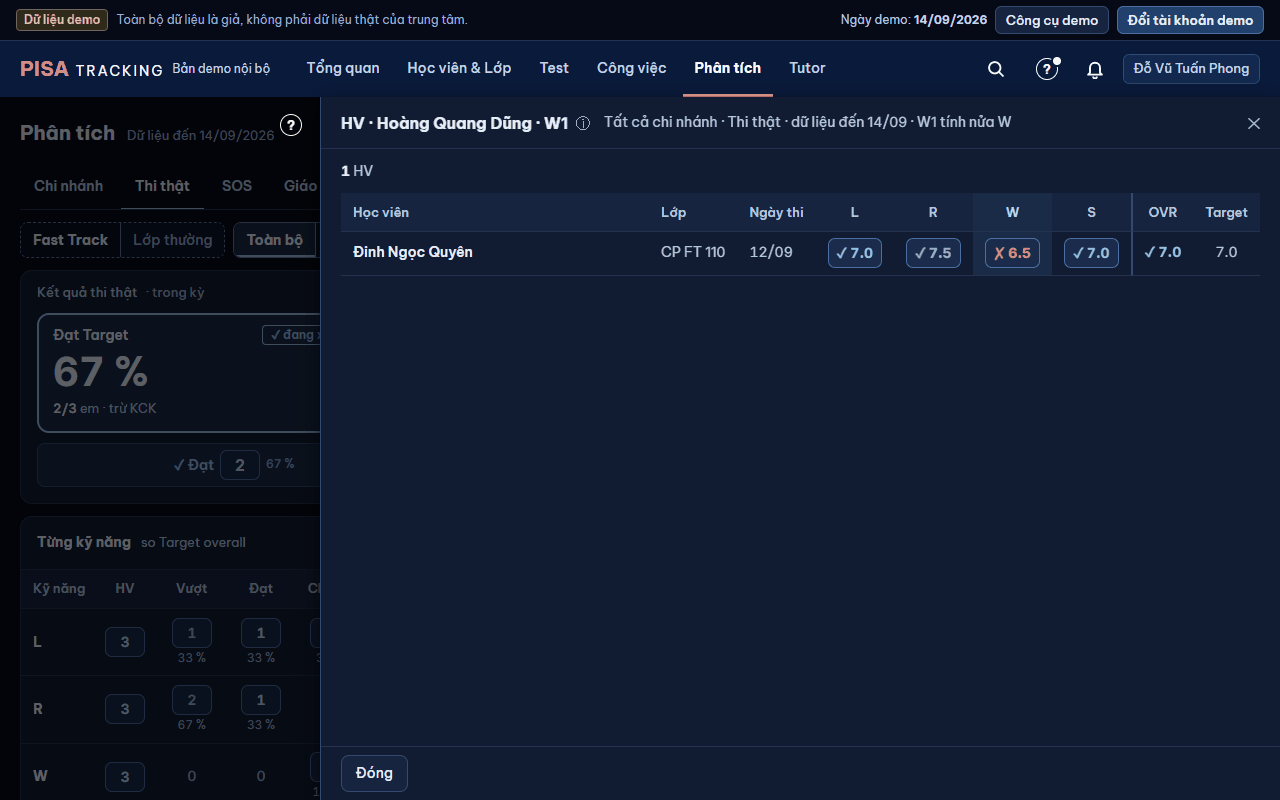 Dữ liệu demo Toàn bộ dữ liệu là giả, không phải dữ liệu thật của trung tâm. Ngày demo: 14/09/2026 Công cụ demo Đổi tài khoản demo
PISA TRACKING Bản demo nội bộ Tổng quan Học viên & Lớp Test Công việc Phân tích Tutor ? Đỗ Vũ Tuấn Phong
Phân tích Dữ liệu đến 14/09/2026 ?
Chi nhánh Thi thật SOS Giáo
Fast Track Lớp thường Toàn bộ
Kết quả thi thật · trong kỳ
Đạt Target ✓ đang
67 %
2/3 em · trừ KCK
✓ Đạt 2 67 %
Từng kỹ năng so Target overall
Kỹ năng HV Vượt Đạt
L 3 1 1
33 % 33 %
R 3 2 1
67 % 33 %
W 3 0 0
HV · Hoàng Quang Dũng · W1 ⓘ Tất cả chi nhánh · Thi thật · dữ liệu đến 14/09 · W1 tính nửa W
1 HV
Học viên Lớp Ngày thi L R W S OVR Target
Đinh Ngọc Quyên CP FT 110 12/09 ✓ 7.0 ✓ 7.5 ✗ 6.5 ✓ 7.0 ✓ 7.0 7.0
Đóng